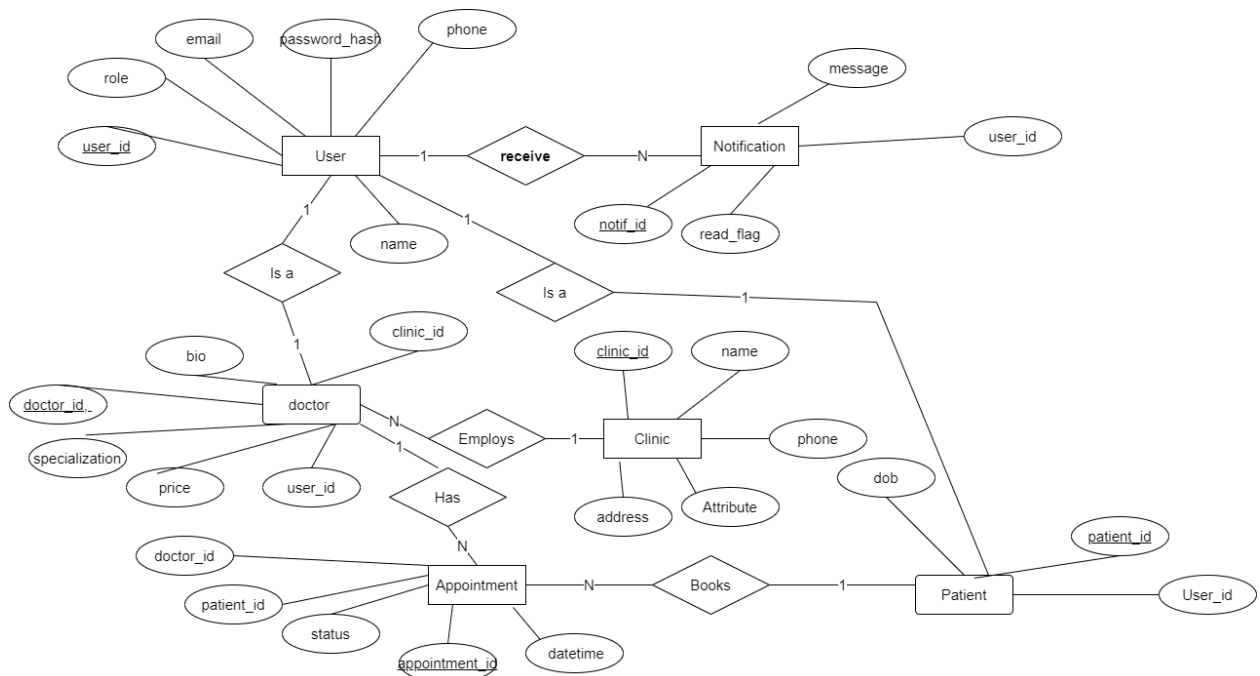 email
password_hash
phone
role
message
user_id
User
1
receive
N
Notification
user_id
1
1
notif_id
read_flag
name
Is a
Is a
1
1
clinic_id
bio
clinic_id
name
doctor_id,
doctor
N
Employs
1
Clinic
phone
specialization
1
price
user_id
Has
address
Attribute
dob
patient_id
N
doctor_id
Appointment
N
Books
1
Patient
User_id
patient_id
status
appointment_id
datetime